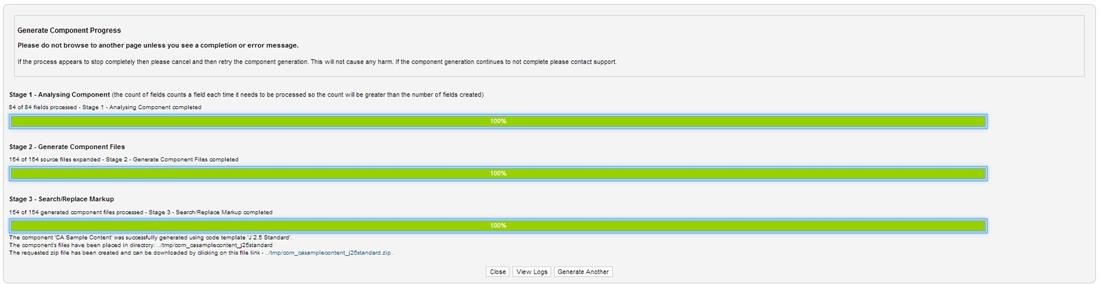 Generate Component Progress
Please do not browse to another page unless you see a completion or error message.
If the process appears to stop completely then please cancel and then retry the component generation. This will not cause any harm. If the component generation continues to not complete please contact support.
Stage 1 - Analysing Component (the count of fields counts a field each time it needs to be processed so the count will be greater than the number of fields created)
84 of 84 fields processed - Stage 1 - Analysing Component completed
100%
Stage 2 - Generate Component Files
154 of 154 source files expanded - Stage 2 - Generate Component Files completed
100%
Stage 3 - Search/Replace Markup
154 of 154 generated component files processed - Stage 3 - Search/Replace Markup completed
100%
The component 'CA Sample Content' was successfully generated using code template 'J 2.5 Standard'.
The component's files have been placed in directory: ../tmp/com_casamplecontent_j25standard
The requested zip file has been created and can be downloaded by clicking on this file link - ../tmp/com_casamplecontent_j25standard.zip .
Close View Logs Generate Another